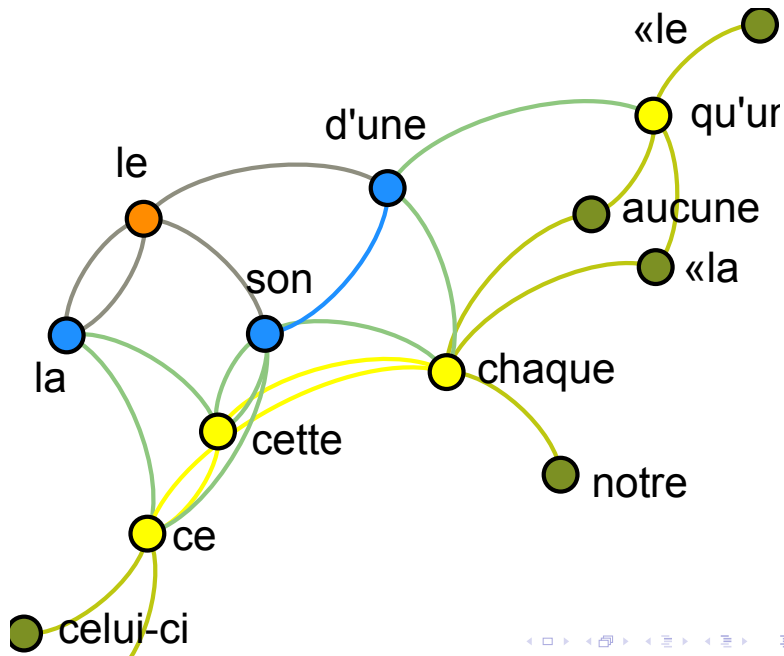 «le
qu'un
d'une
le
aucune
son
«la
la
chaque
cette
notre
ce
celui-ci